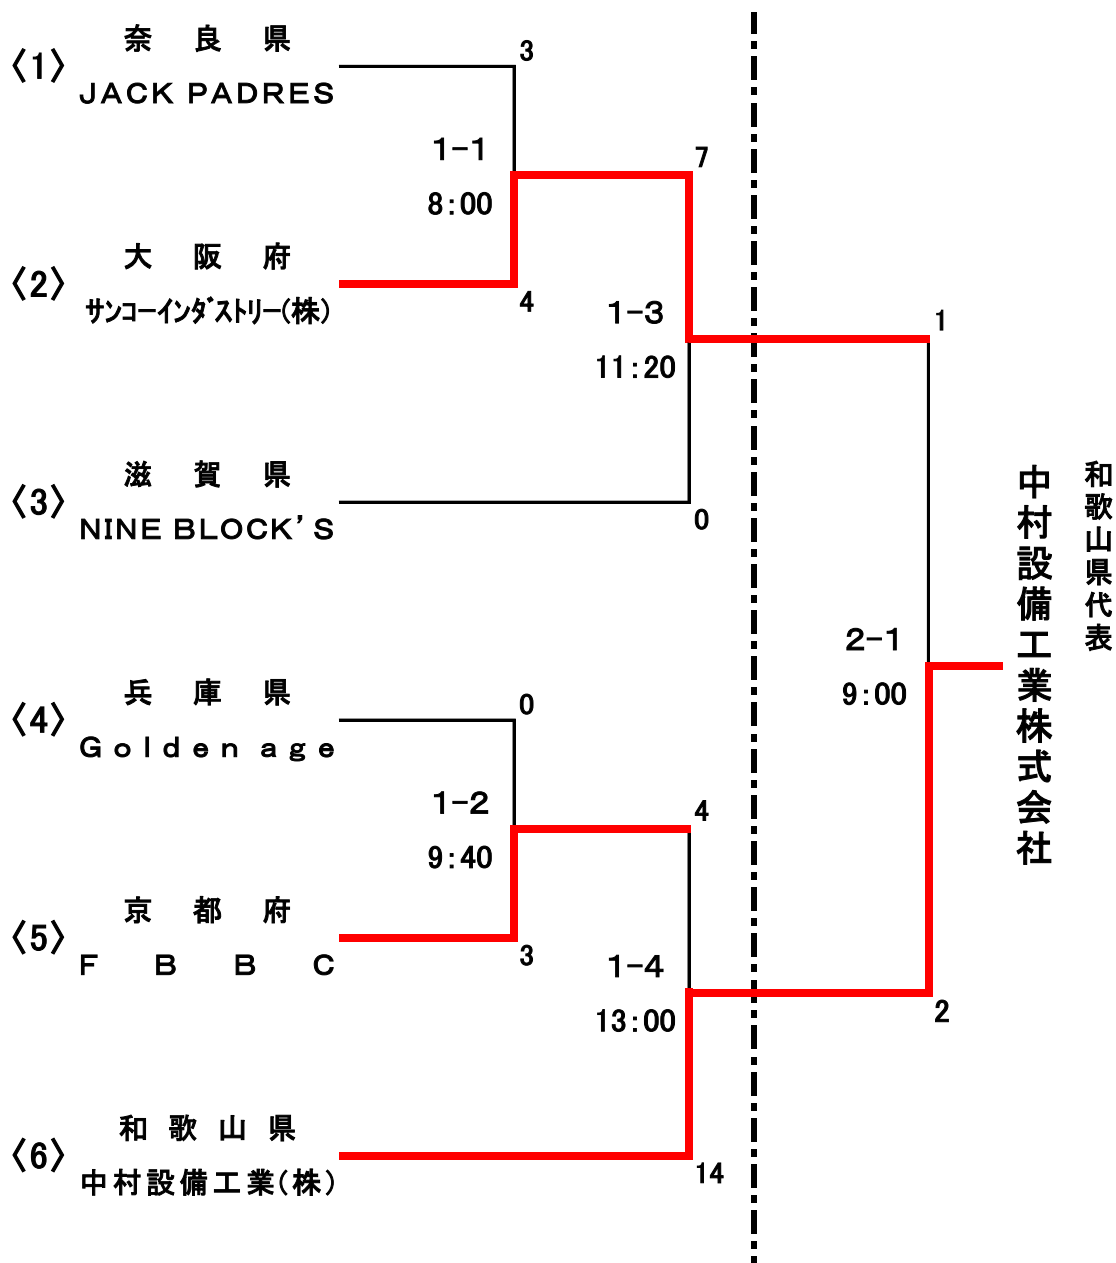 奈良県
〈1〉
JACK PADRES
3
1-1
8:00
7
大阪府
〈2〉
サンコーインダストリー(株)
4
1-3
11:20
1
滋賀県
〈3〉
NINE BLOCK'S
0
和歌山県代表
中村設備工業株式会社
2-1
9:00
兵庫県
〈4〉
Golden age
0
1-2
9:40
4
京都府
〈5〉
FBBC
3
1-4
13:00
2
和歌山県
〈6〉
中村設備工業(株)
14